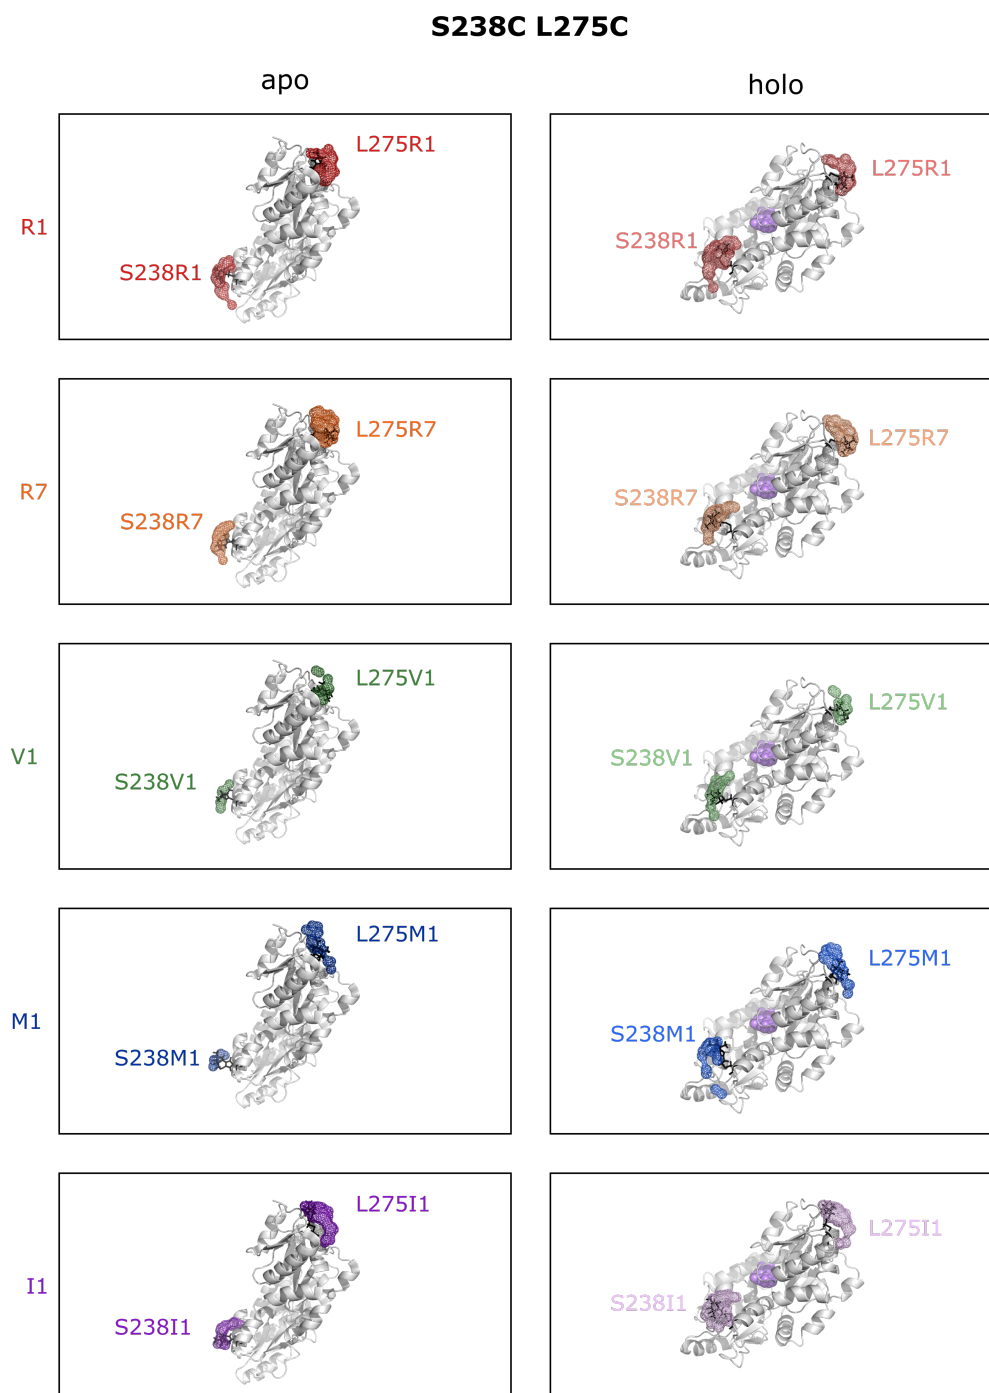 S238C L275C
apo
holo
R1
L275R1
S238R1
L275R1
S238R1
R7
L275R7
S238R7
L275R7
S238R7
V1
L275V1
S238V1
L275V1
S238V1
M1
L275M1
S238M1
L275M1
S238M1
I1
L275I1
S238I1
L275I1
S238I1